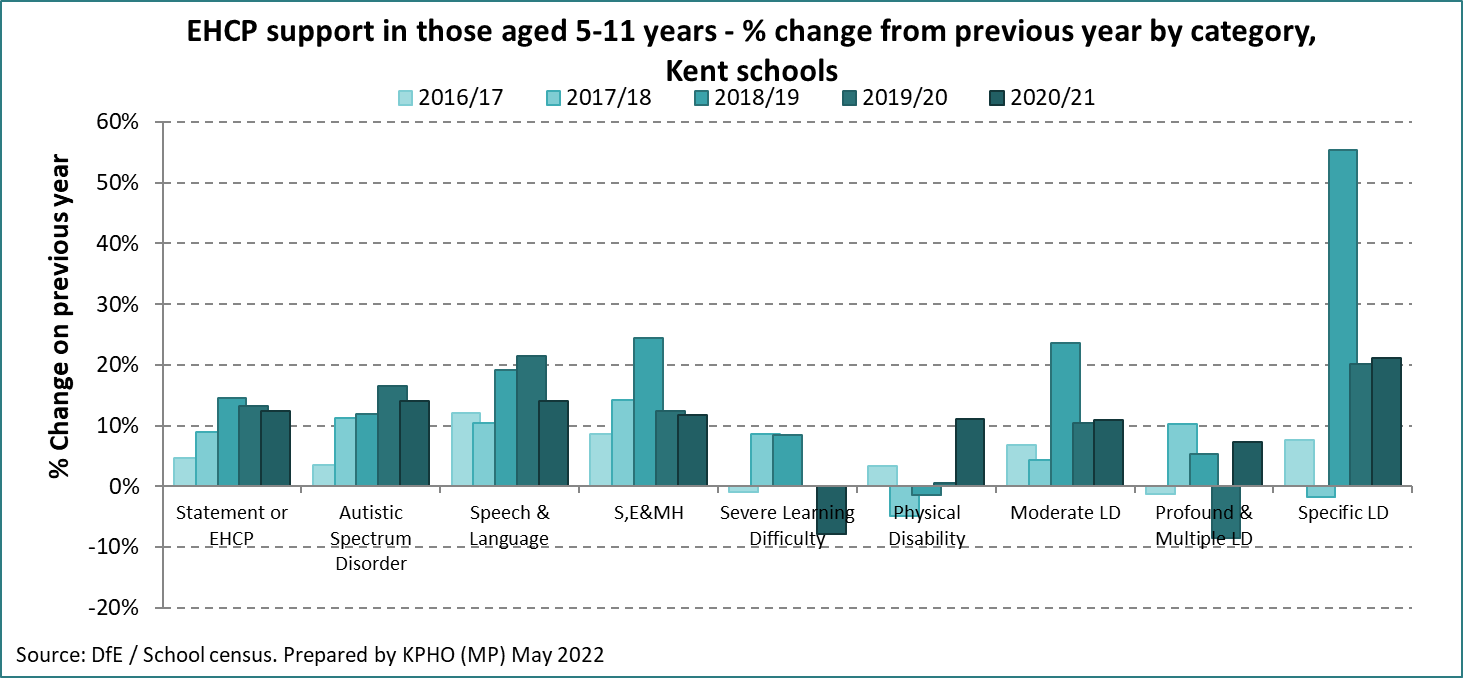 EHCP support in those aged 5-11 years - % change from previous year by category,
Kent schools
2016/17 2017/18 2018/19 2019/20 2020/21
% Change on previous year
60%
50%
40%
30%
20%
10%
0%
-10%
-20%
Statement or
EHCP
Autistic
Spectrum
Disorder
Speech &
Language
S,E&MH
Severe Learning
Difficulty
Physical
Disability
Moderate LD
Profound &
Multiple LD
Specific LD
Source: DfE / School census. Prepared by KPHO (MP) May 2022